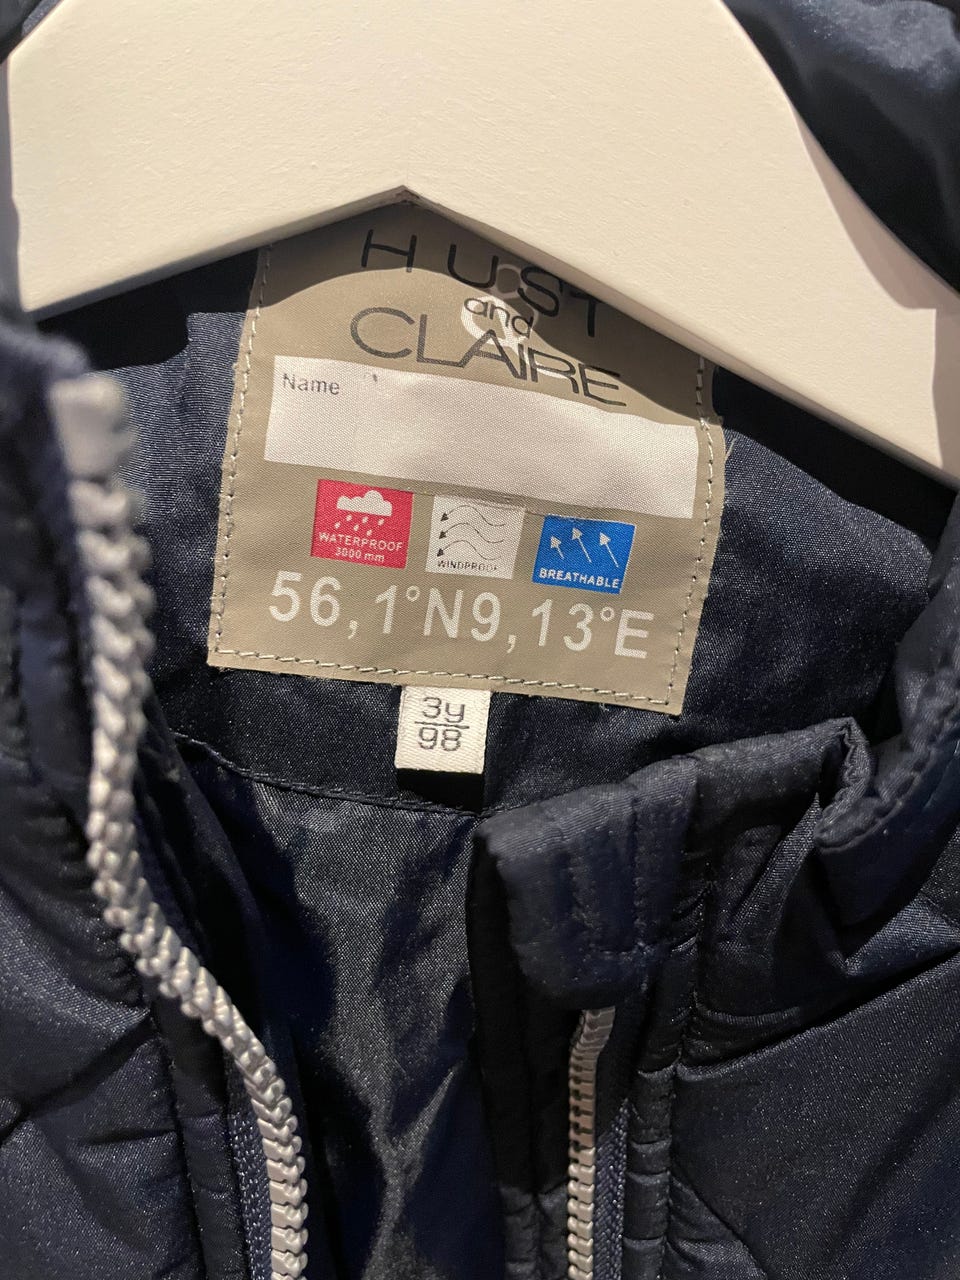 HUST
and
CLAIRE
Name
WATERPROOF
3000 mm
WINDPROOF
BREATHABLE
56,1°N9,13°E
3y
98